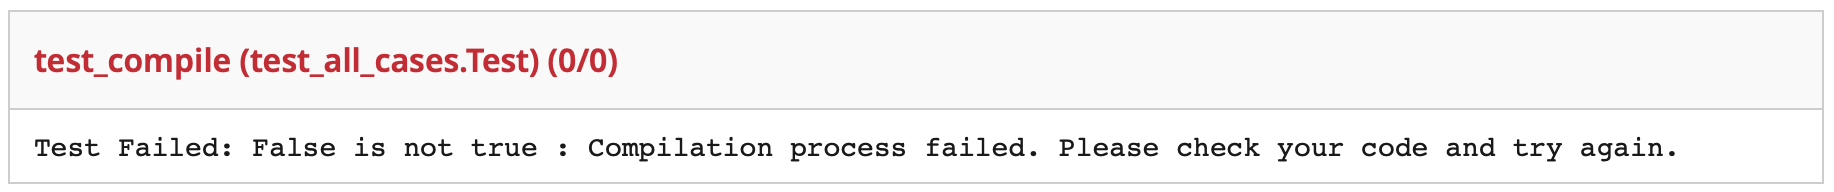 test_compile (test_all_cases.Test) (0/0)
Test Failed: False is not true : Compilation process failed. Please check your code and try again.